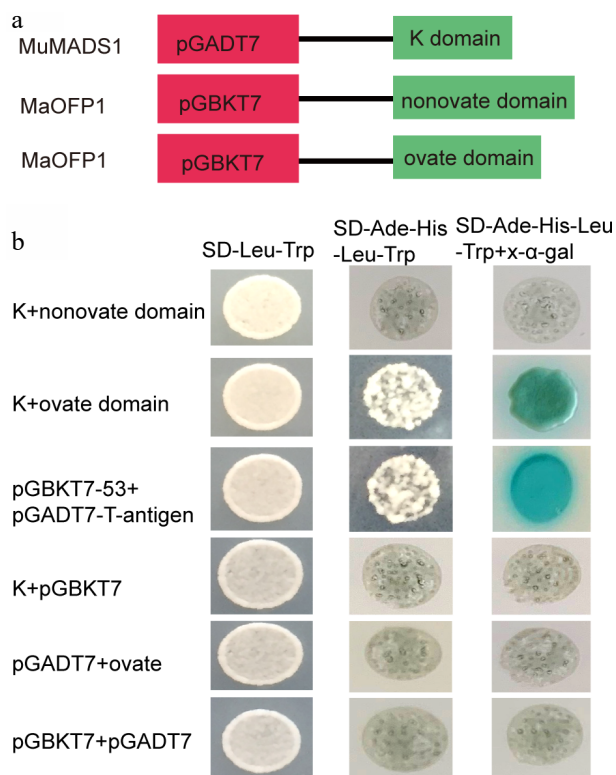 a
MuMADS1 pGADT7 K domain
MaOFP1 pGBKT7 nonovate domain
MaOFP1 pGBKT7 ovate domain
b
SD-Leu-Trp
SD-Ade-His
-Leu-Trp
SD-Ade-His-Leu
-Trp+x-α-gal
K+nonovate domain
K+ovate domain
pGBKT7-53+
pGADT7-T-antigen
K+pGBKT7
pGADT7+ovate
pGBKT7+pGADT7